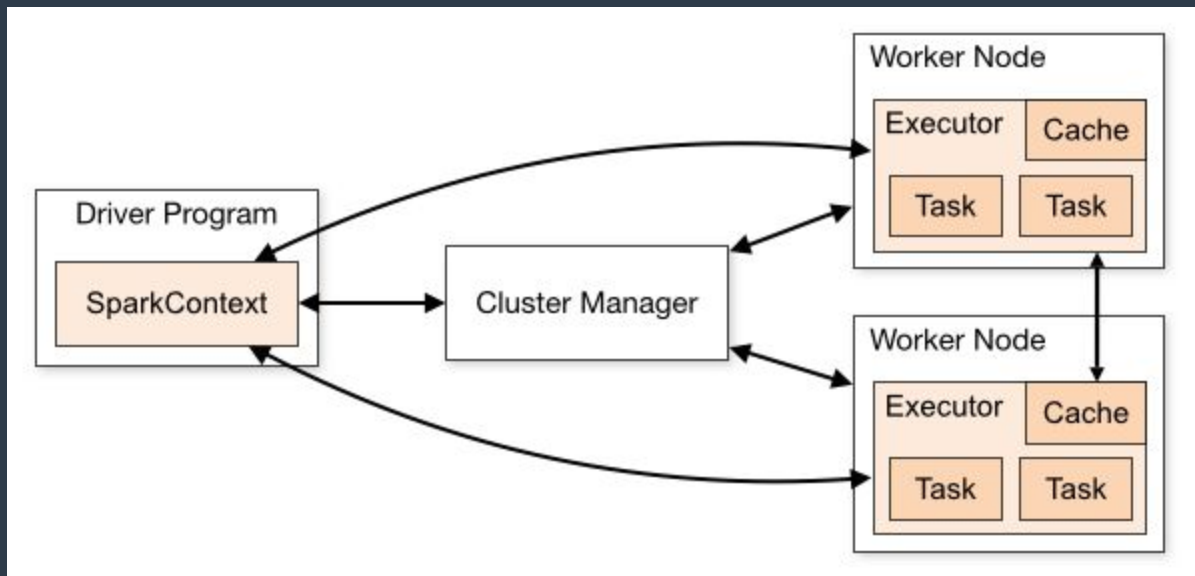 Driver Program
SparkContext
Cluster Manager
Worker Node
Executor
Cache
Task
Task
Worker Node
Executor
Cache
Task
Task